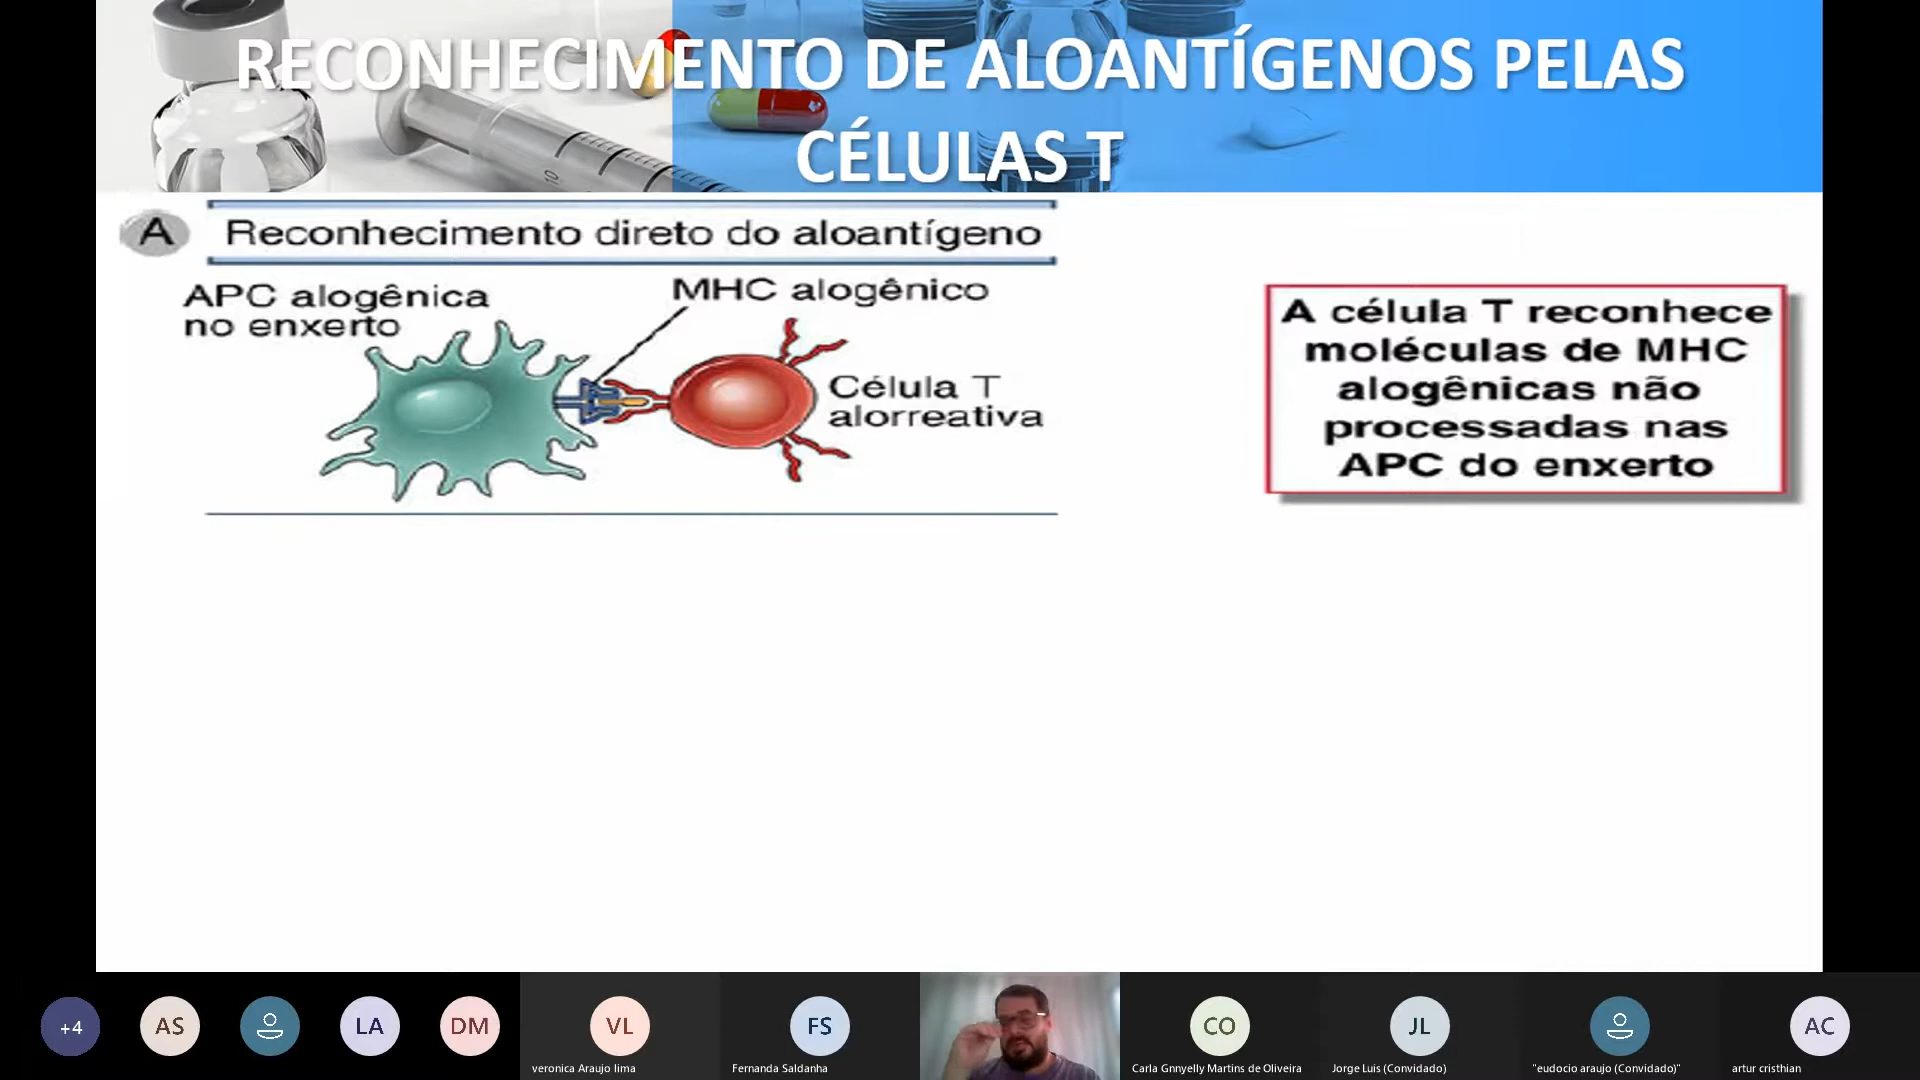 RECONHECIMENTO DE ALOANTÍGENOS PELAS
CÉLULAS T
A
Reconhecimento direto do aloantígeno
APC alogênica
no enxerto
MHC alogênico
Célula T
alorreativa
A célula T reconhece
moléculas de MHC
alogênicas não
processadas nas
APC do enxerto
10
+4
AS
LA
DM
VL
veronica Araujo lima
FS
Fernanda Saldanha
CO
Carla Gnnyelly Martins de Oliveira
JL
Jorge Luis (Convidado)
"eudocio araujo (Convidado)"
AC
artur cristhian